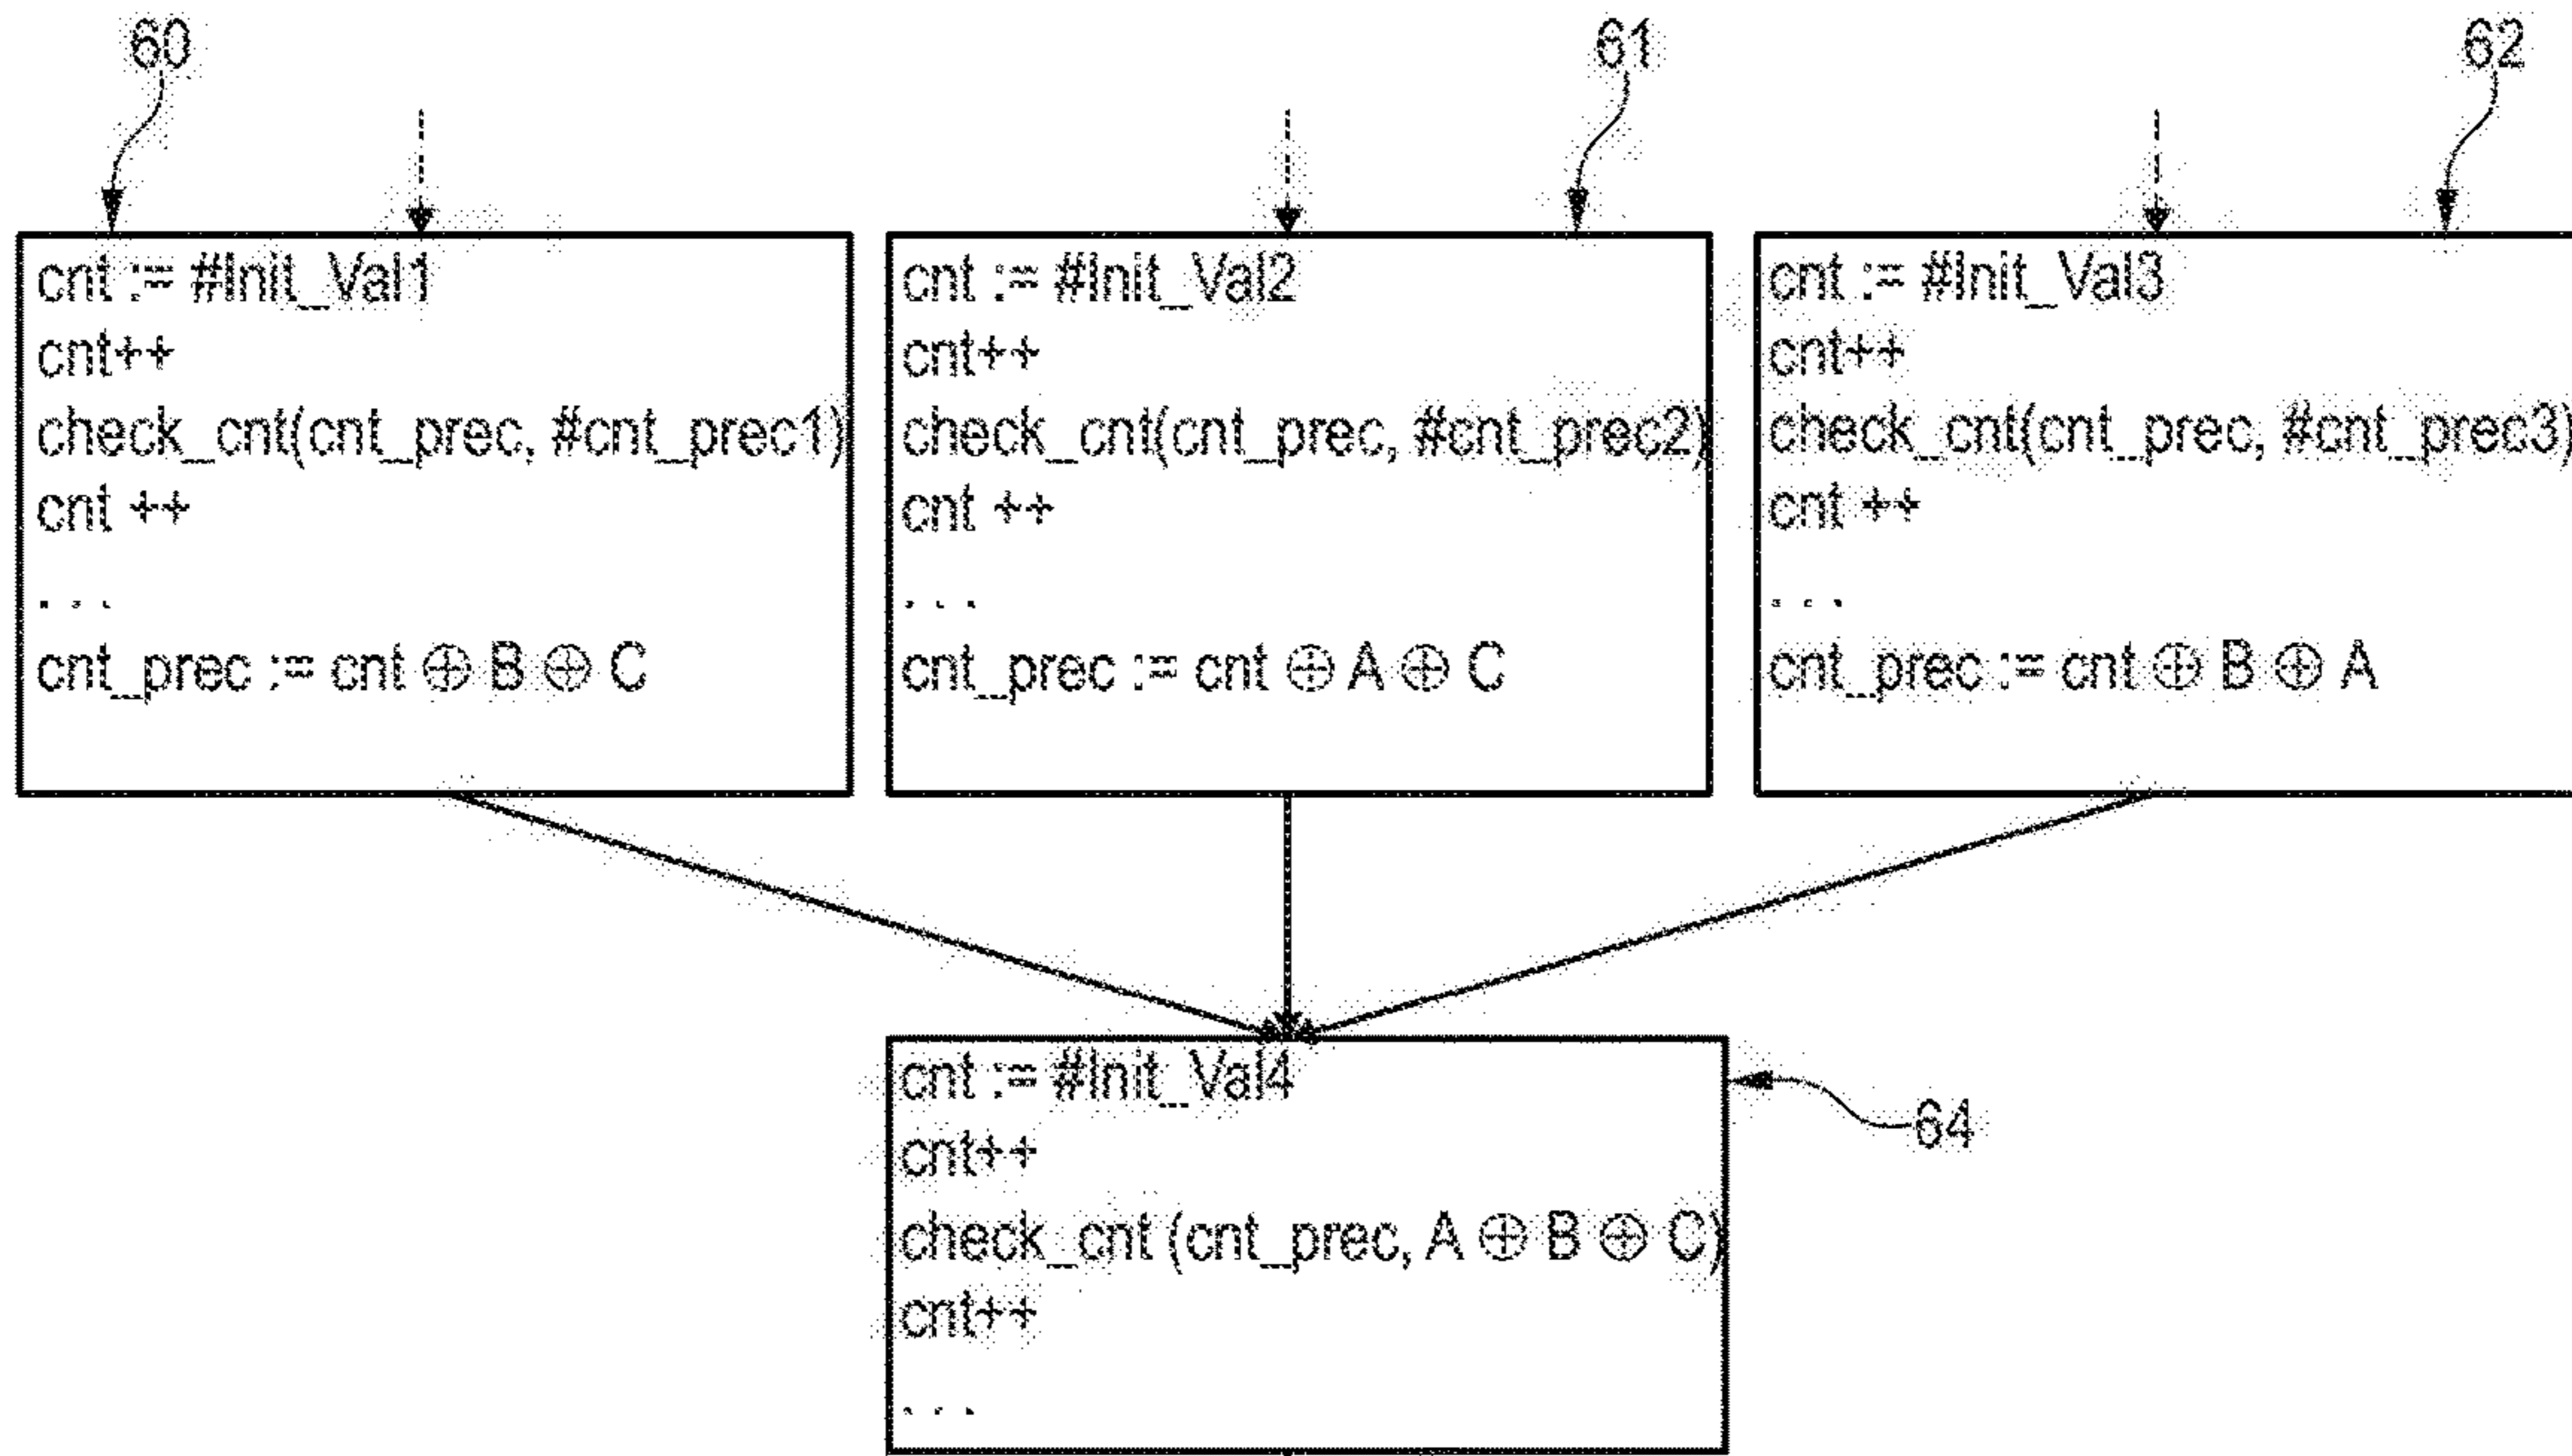 60
61
62
cnt := #Init_Val1
cnt++
check_cnt(cnt_prec, #cnt_prec1)
cnt ++
...
cnt_prec := cnt ⊕ B ⊕ C
cnt := #Init_Val2
cnt++
check_cnt(cnt_prec, #cnt_prec2)
cnt ++
...
cnt_prec := cnt ⊕ A ⊕ C
cnt := #Init_Val3
cnt++
check_cnt(cnt_prec, #cnt_prec3)
cnt ++
...
cnt_prec := cnt ⊕ B ⊕ A
cnt := #Init_Val4
cnt++
check_cnt (cnt_prec, A ⊕ B ⊕ C)
cnt++
...
64